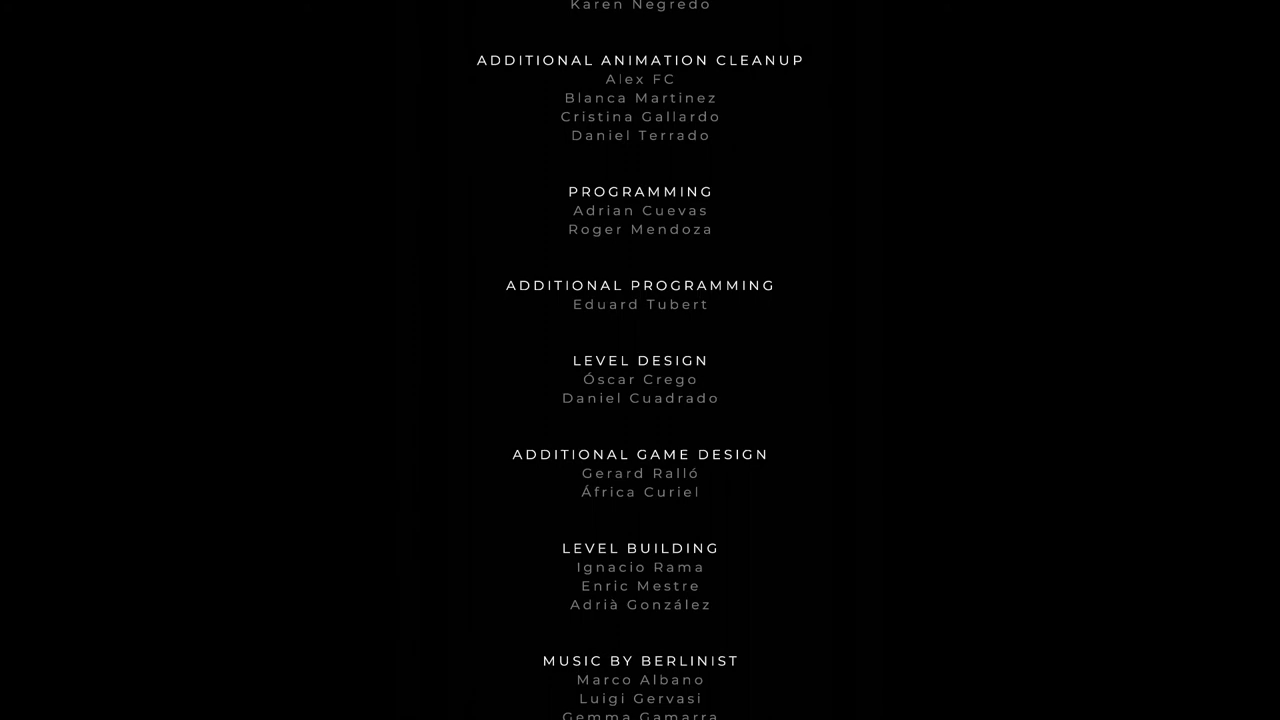 Karen Negredo
ADDITIONAL ANIMATION CLEANUP
Alex FC
Blanca Martinez
Cristina Gallardo
Daniel Terrado
PROGRAMMING
Adrian Cuevas
Roger Mendoza
ADDITIONAL PROGRAMMING
Eduard Tubert
LEVEL DESIGN
Óscar Crego
Daniel Cuadrado
ADDITIONAL GAME DESIGN
Gerard Ralló
África Curiel
LEVEL BUILDING
Ignacio Rama
Enric Mestre
Adrià González
MUSIC BY BERLINIST
Marco Albano
Luigi Gervasi
Gemma Gamarra